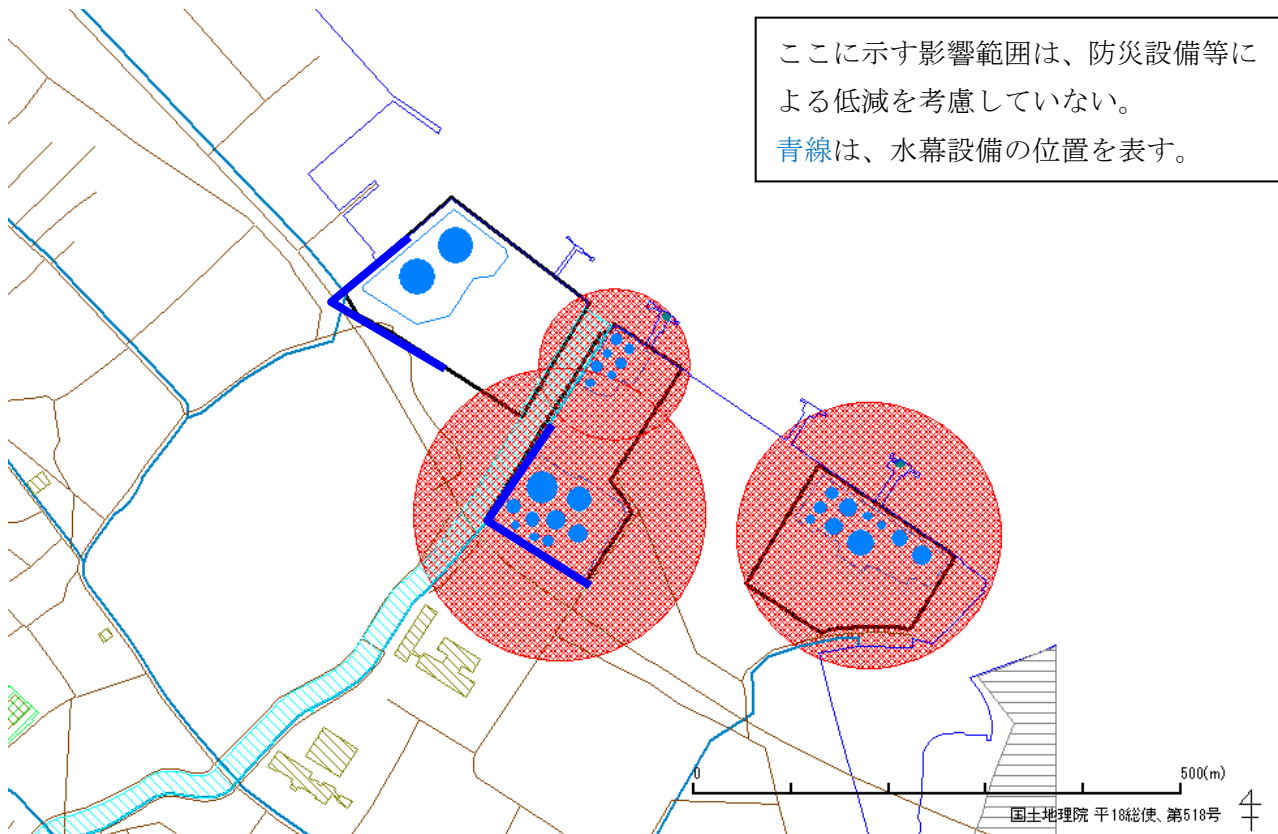 ここに示す影響範囲は、防災設備等に
よる低減を考慮していない。
青線は、水幕設備の位置を表す。
0 500(m)
国土地理院 平18総使、第518号